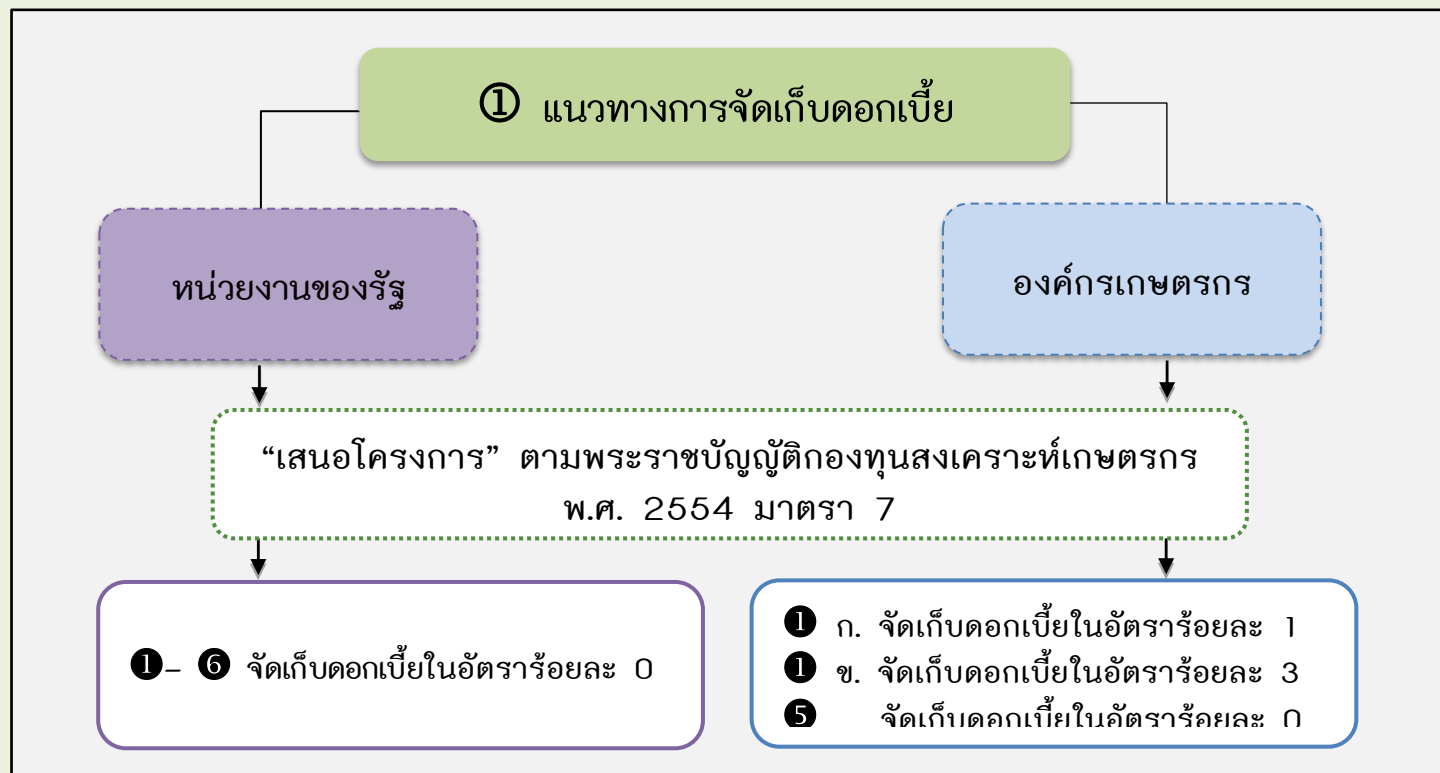 ① แนวทางการจัดเก็บดอกเบี้ย
หน่วยงานของรัฐ
องค์กรเกษตรกร
“เสนอโครงการ” ตามพระราชบัญญัติกองทุนสงเคราะห์เกษตรกร
พ.ศ. 2554 มาตรา 7
❶– ❻ จัดเก็บดอกเบี้ยในอัตราร้อยละ 0
❶ ก. จัดเก็บดอกเบี้ยในอัตราร้อยละ 1
❶ ข. จัดเก็บดอกเบี้ยในอัตราร้อยละ 3
❺ จัดเก็บดอกเบี้ยในอัตราร้อยละ 0